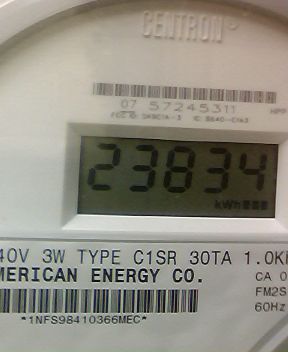 CENTRON
07 57245311
23834
kWh
40V 3W TYPE C1SR 30TA 1.0K
MERICAN ENERGY CO.
CA 0
FM2S
60Hz
*1NFS98410366MEC*